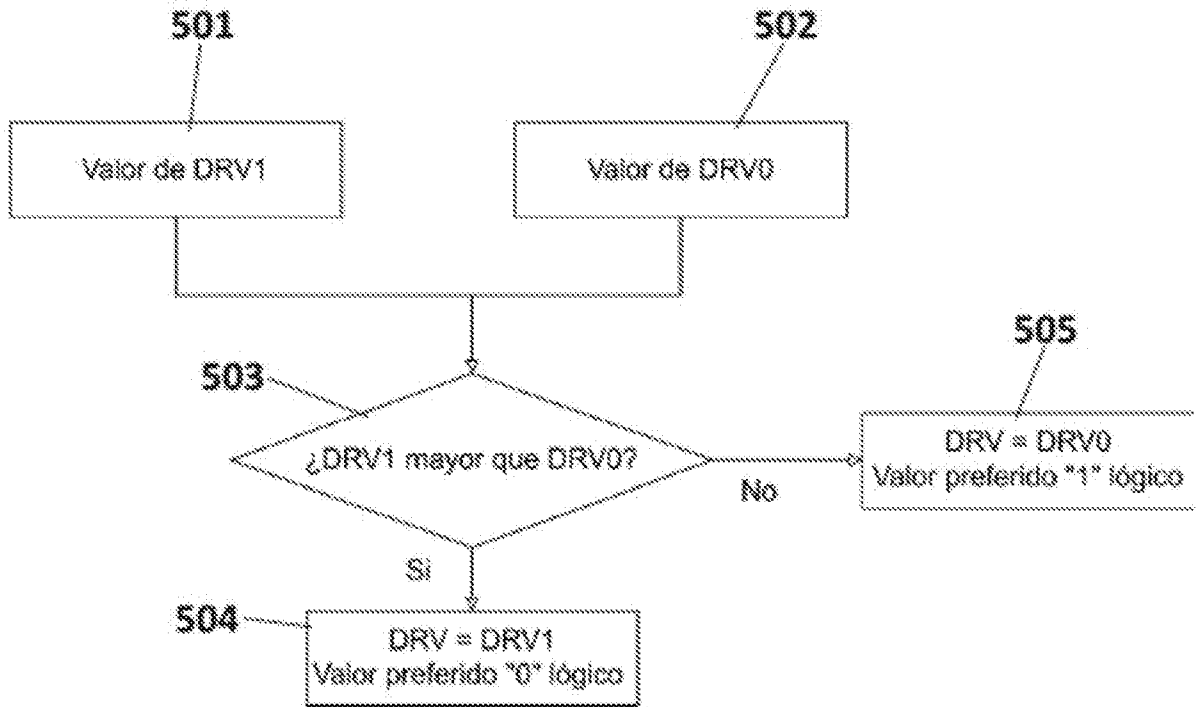 501
502
Valor de DRV1
Valor de DRV0
503
¿DRV1 mayor que DRV0?
No
505
DRV = DRV0
Valor preferido "1" lógico
Si
504
DRV = DRV1
Valor preferido "0" lógico